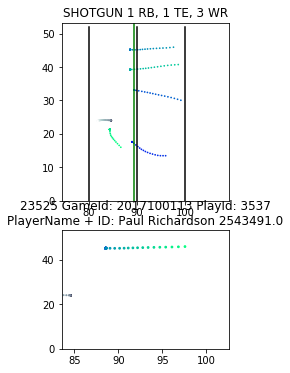 SHOTGUN 1 RB, 1 TE, 3 WR
50
40
30
20
10
0
80 90 100
23525 GameId: 2017100113 PlayId: 3537
PlayerName + ID: Paul Richardson 2543491.0
40
20
0
85 90 95 100